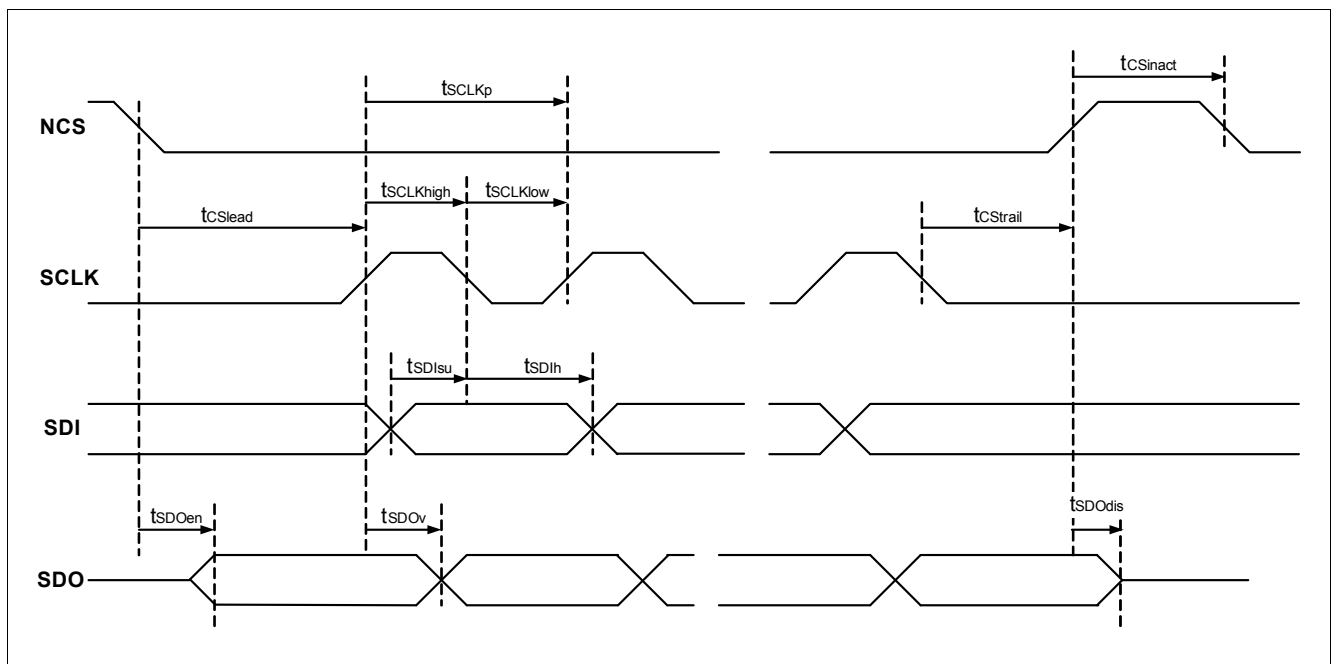 tCSinact
tSCLKp
NCS
tSCLKhigh
tSCLKlow
tCSlead
tCStrail
SCLK
tSDIsu
tSDIh
SDI
tSDOen
tSDOv
tSDOdis
SDO